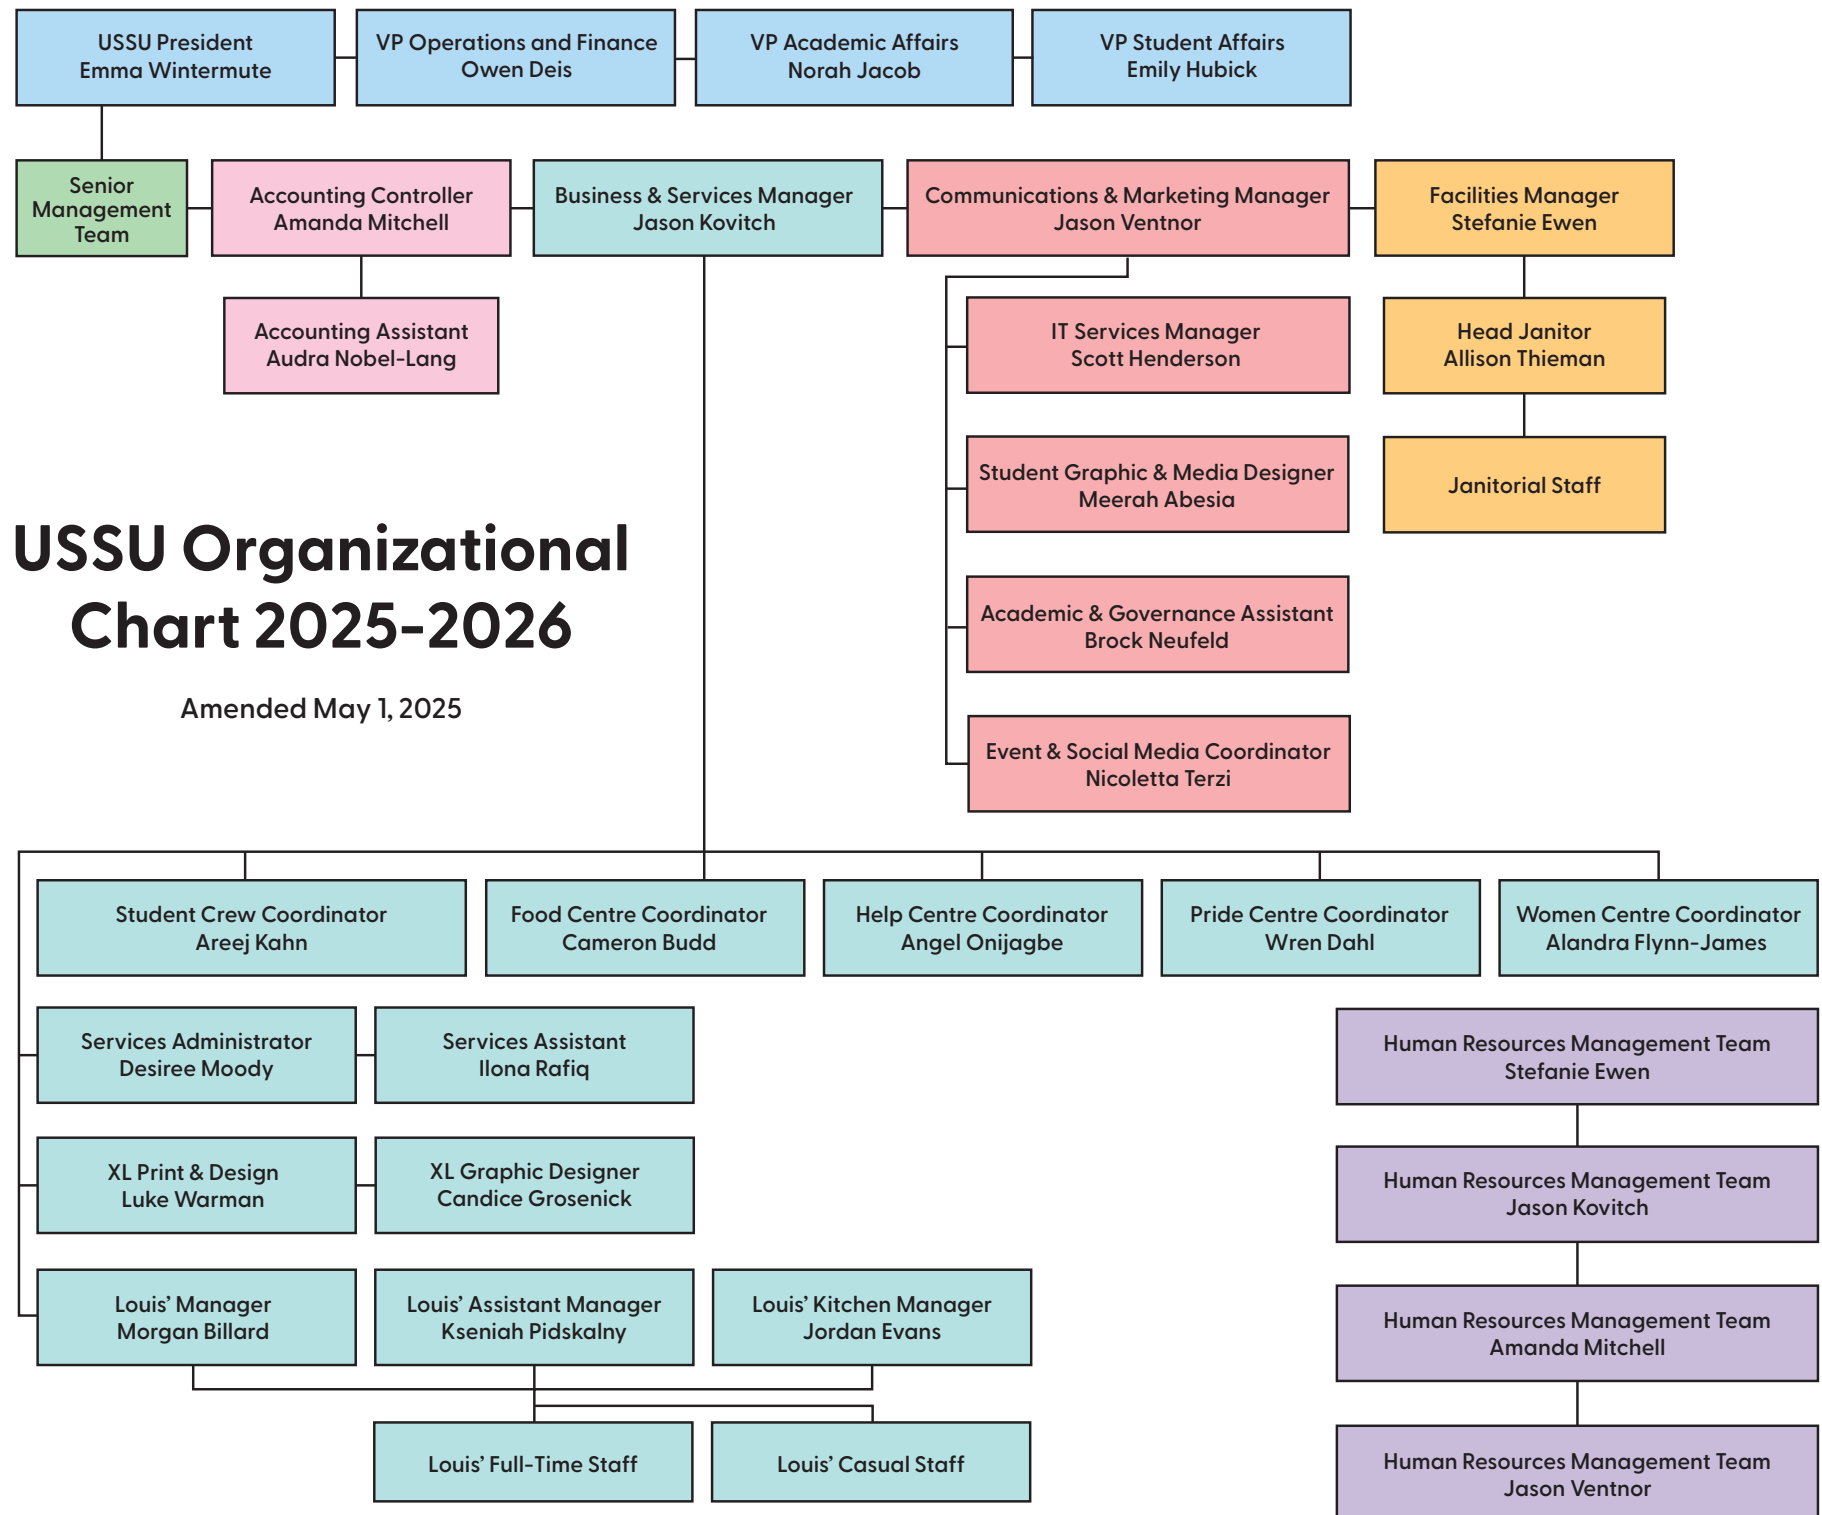 USSU President
Emma Wintermute
VP Operations and Finance
Owen Deis
VP Academic Affairs
Norah Jacob
VP Student Affairs
Emily Hubick
Senior
Management
Team
Accounting Controller
Amanda Mitchell
Business & Services Manager
Jason Kovitch
Communications & Marketing Manager
Jason Ventnor
Facilities Manager
Stefanie Ewen
Accounting Assistant
Audra Nobel-Lang
IT Services Manager
Scott Henderson
Head Janitor
Allison Thieman
Student Graphic & Media Designer
Meerah Abesia
Janitorial Staff
USSU Organizational
Chart 2025-2026
Amended May 1, 2025
Academic & Governance Assistant
Brock Neufeld
Event & Social Media Coordinator
Nicoletta Terzi
Student Crew Coordinator
Areej Kahn
Food Centre Coordinator
Cameron Budd
Help Centre Coordinator
Angel Onijagbe
Pride Centre Coordinator
Wren Dahl
Women Centre Coordinator
Alandra Flynn-James
Services Administrator
Desiree Moody
Services Assistant
Ilona Rafiq
Human Resources Management Team
Stefanie Ewen
XL Print & Design
Luke Warman
XL Graphic Designer
Candice Grosenick
Human Resources Management Team
Jason Kovitch
Louis’ Manager
Morgan Billard
Louis’ Assistant Manager
Kseniah Pidskalny
Louis’ Kitchen Manager
Jordan Evans
Human Resources Management Team
Amanda Mitchell
Louis’ Full-Time Staff
Louis’ Casual Staff
Human Resources Management Team
Jason Ventnor